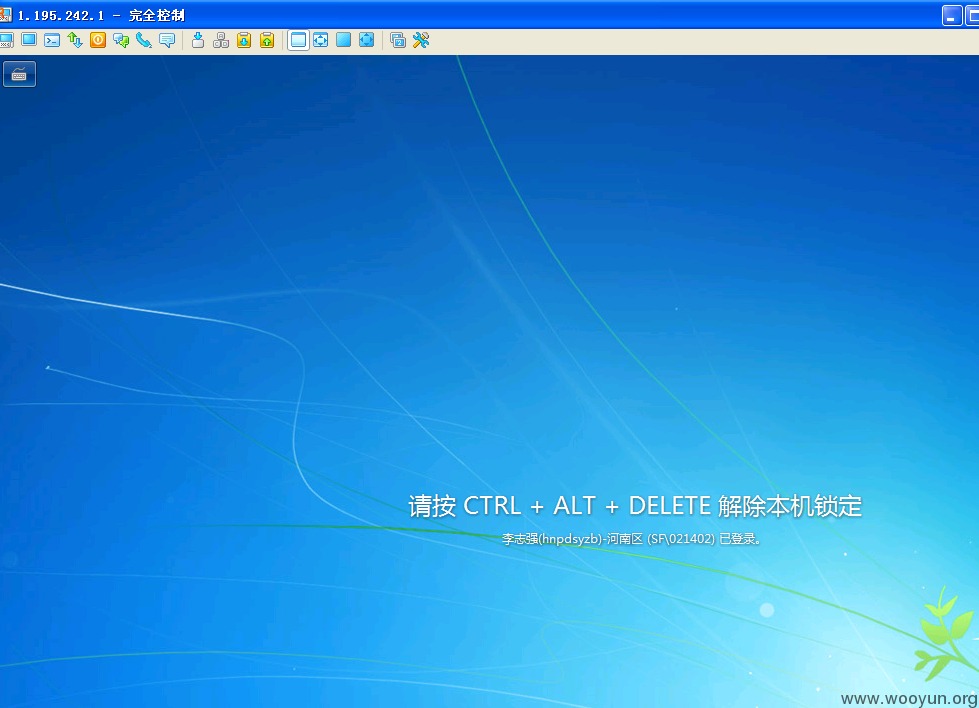 1.195.242.1 - 完全控制
请按 CTRL + ALT + DELETE 解除本机锁定
李志强(hnpdsyzb)-河南区 (SF\021402) 已登录。
www.wooyun.org